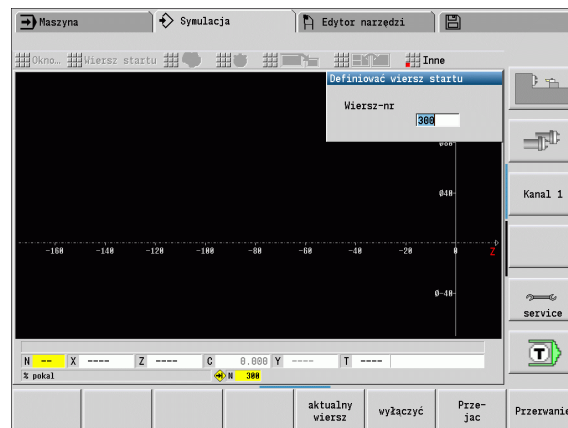 Maszyna Symulacja Edytor narzędzi
Okno… Wiersz startu Inne
Definiować wiersz startu
Wiersz-nr
300
Ø80
Ø40
-160 -140 -120 -100 -80 -60 -40 -20 0 Z
Ø-40
Kanal 1
service
T
N -- X ---- Z ---- C 0.000 Y ---- T ----
% pokal N 300
aktualny wiersz wyłączyć Prze- jac Przerwanie